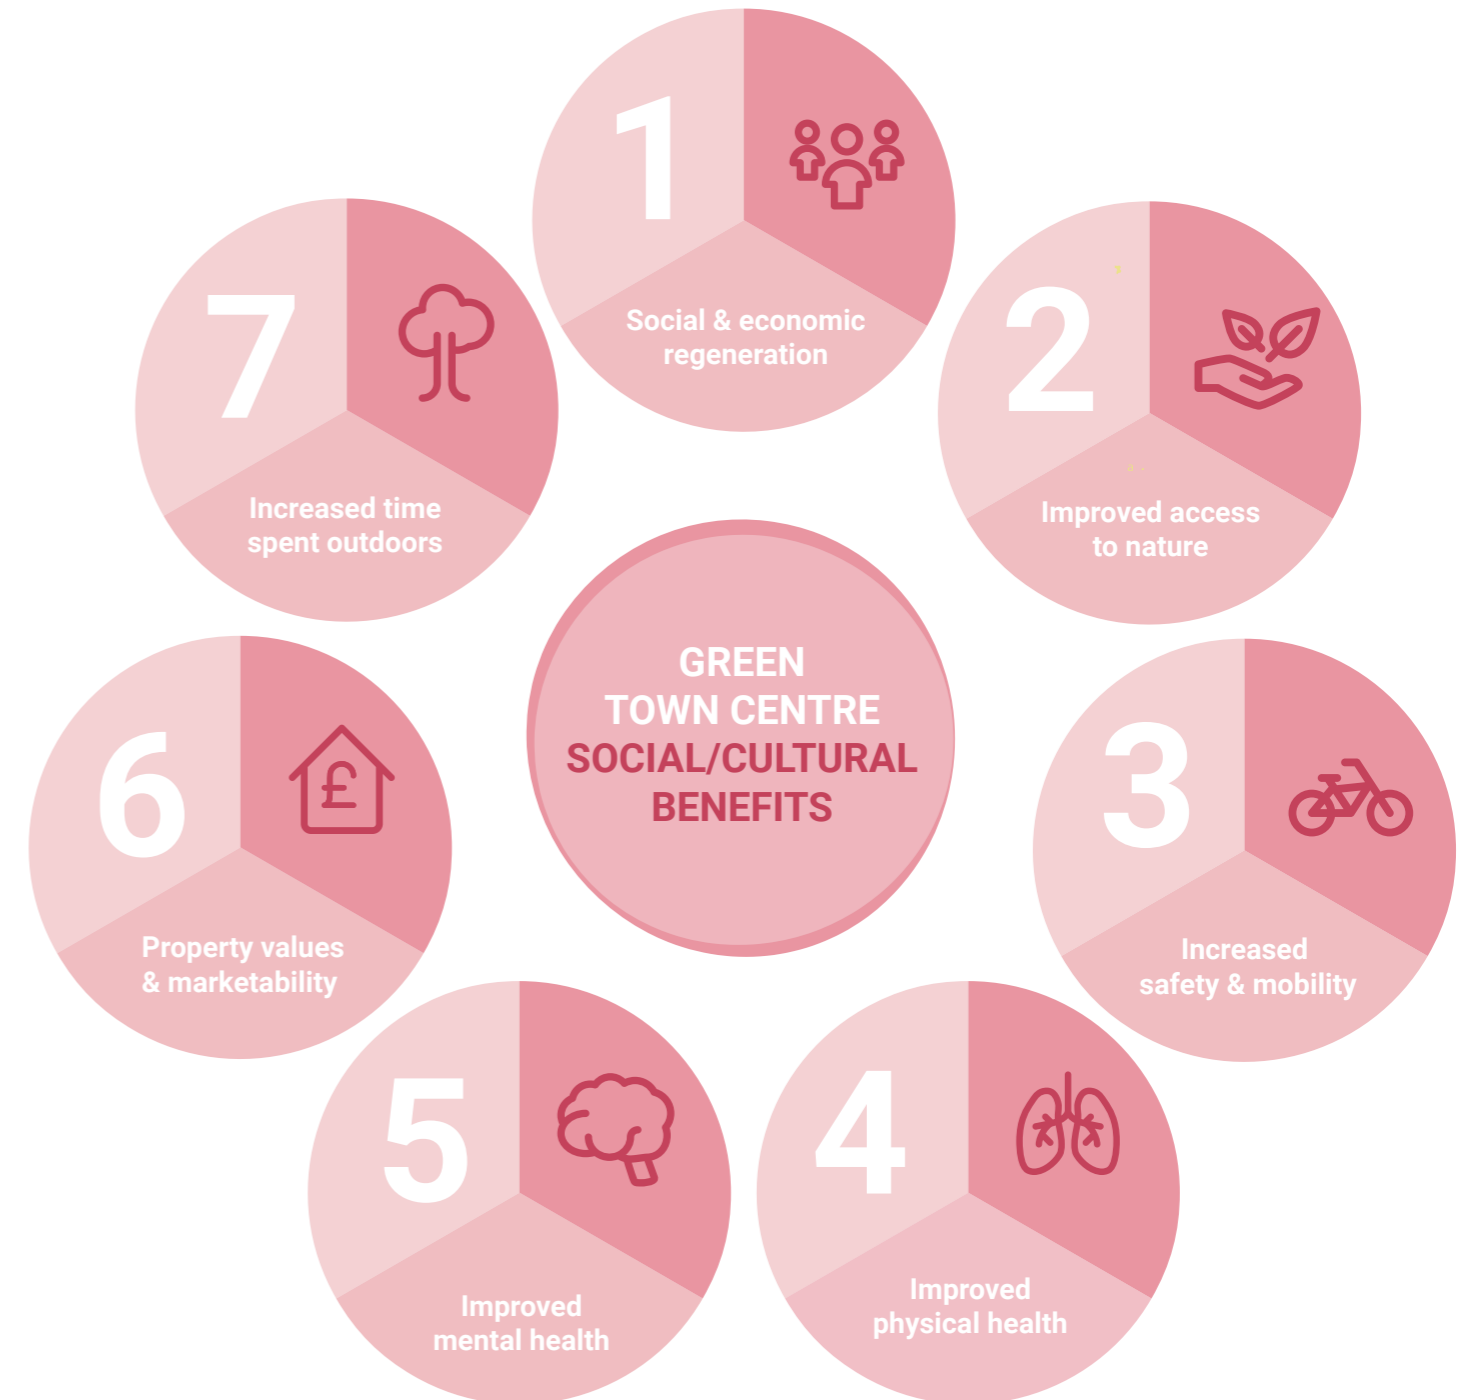 1
Social & economic
regeneration
2
Improved access
to nature
3
Increased
safety & mobility
4
Improved
physical health
5
Improved
mental health
6
£
Property values
& marketability
7
Increased time
spent outdoors
GREEN
TOWN CENTRE
SOCIAL/CULTURAL
BENEFITS